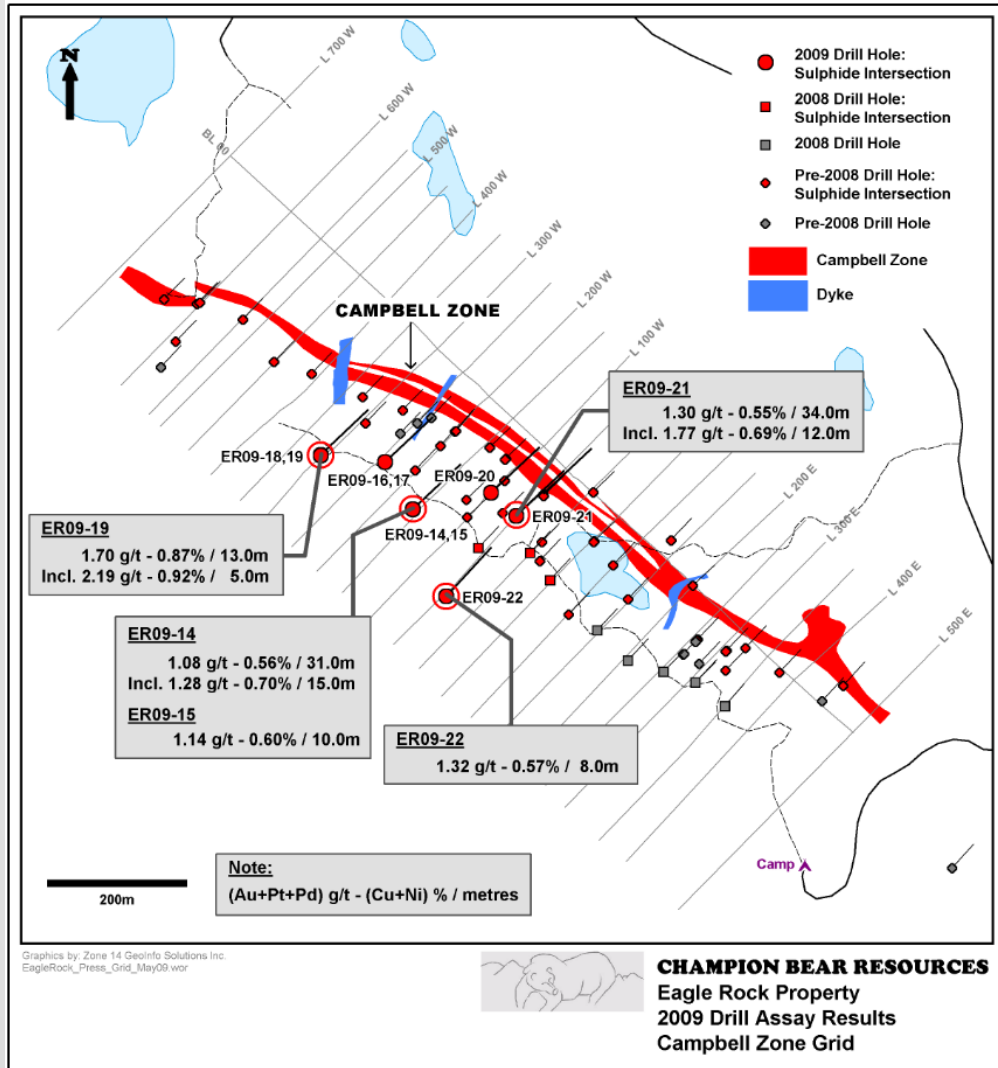 N
L 700 W
L 600 W
L 500 W
L 400 W
L 300 W
L 200 W
L 100 W
BL 00
L 200 E
L 300 E
L 400 E
L 500 E
2009 Drill Hole:
Sulphide Intersection
2008 Drill Hole:
Sulphide Intersection
2008 Drill Hole
Pre-2008 Drill Hole:
Sulphide Intersection
Pre-2008 Drill Hole
Campbell Zone
Dyke
CAMPBELL ZONE
ER09-21
1.30 g/t - 0.55% / 34.0m
Incl. 1.77 g/t - 0.69% / 12.0m
ER09-18,19
ER09-16,17
ER09-20
ER09-21
ER09-14,15
ER09-22
ER09-19
1.70 g/t - 0.87% / 13.0m
Incl. 2.19 g/t - 0.92% / 5.0m
ER09-14
1.08 g/t - 0.56% / 31.0m
Incl. 1.28 g/t - 0.70% / 15.0m
ER09-15
1.14 g/t - 0.60% / 10.0m
ER09-22
1.32 g/t - 0.57% / 8.0m
Note:
(Au+Pt+Pd) g/t - (Cu+Ni) % / metres
200m
Camp
Graphics by: Zone 14 GeoInfo Solutions Inc.
EagleRock_Press_Grid_May09.wor
CHAMPION BEAR RESOURCES
Eagle Rock Property
2009 Drill Assay Results
Campbell Zone Grid